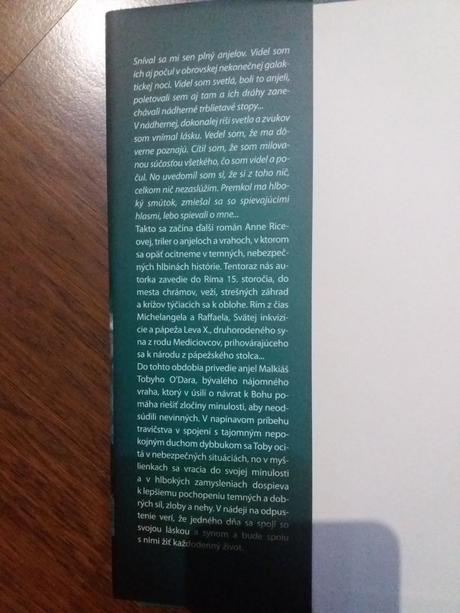 Sníval sa mi sen plný anjelov. Videl som
ich aj počul v obrovskej nekonečnej galak-
tickej noci. Videl som svetlá, boli to anjeli,
poletovali sem aj tam a ich dráhy zane-
chávali nádherné trblietavé stopy...
V nádhernej, dokonalej ríši svetla a zvukov
som vnímal lásku. Vedel som, že ma dô-
verne poznajú. Cítil som, že som milova-
nou súčasťou všetkého, čo som videl a po-
čul. No uvedomil som si, že si z toho nič,
celkom nič nezaslúžim. Premkol ma hlbo-
ký smútok, zmiešal sa so spievajúcimi
hlasmi, lebo spievali o mne...
Takto sa začína ďalší román Anne Rice-
ovej, triler o anjeloch a vrahoch, v ktorom
sa opäť ocitneme v temných, nebezpeč-
ných hlbinách histórie. Tentoraz nás au-
torka zavedie do Ríma 15. storočia, do
mesta chrámov, veží, strešných záhrad
a krížov týčiacich sa k oblohe. Rím z čias
Michelangela a Raffaela, Svätej inkvizí-
cie a pápeža Leva X., druhorodeného sy-
na z rodu Mediciovcov, prihovárajúceho
sa k národu z pápežského stolca...
Do tohto obdobia privedie anjel Malkiáš
Tobyho O'Dara, bývalého nájomného
vraha, ktorý v úsilí o návrat k Bohu po-
máha riešiť zločiny minulosti, aby neod-
súdili nevinných. V napínavom príbehu
travičstva v spojení s tajomným nepo-
kojným duchom dybbukom sa Toby oci-
tá v nebezpečných situáciách, no v myš-
lienkach sa vracia do svojej minulosti
a v hlbokých zamysleniach dospieva
k lepšiemu pochopeniu temných a dob-
rých síl, zloby a nehy. V nádeji na odpus-
tenie verí, že jedného dňa sa spojí so
svojou láskou a synom a bude spolu
s nimi žiť každodenný život.